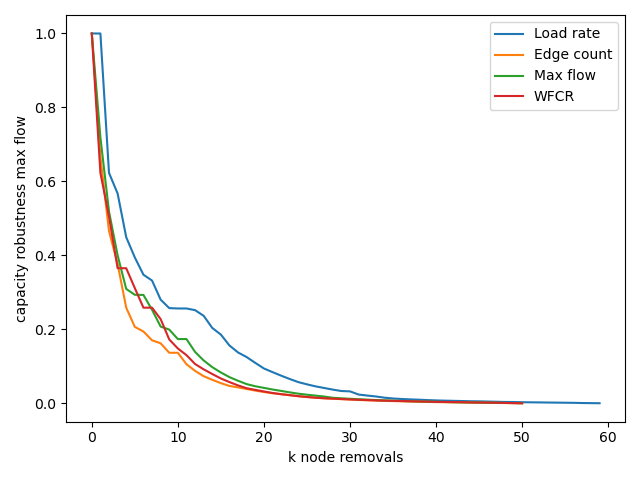 Load rate
Edge count
Max flow
WFCR
capacity robustness max flow
1.0
0.8
0.6
0.4
0.2
0.0
0 10 20 30 40 50 60
k node removals